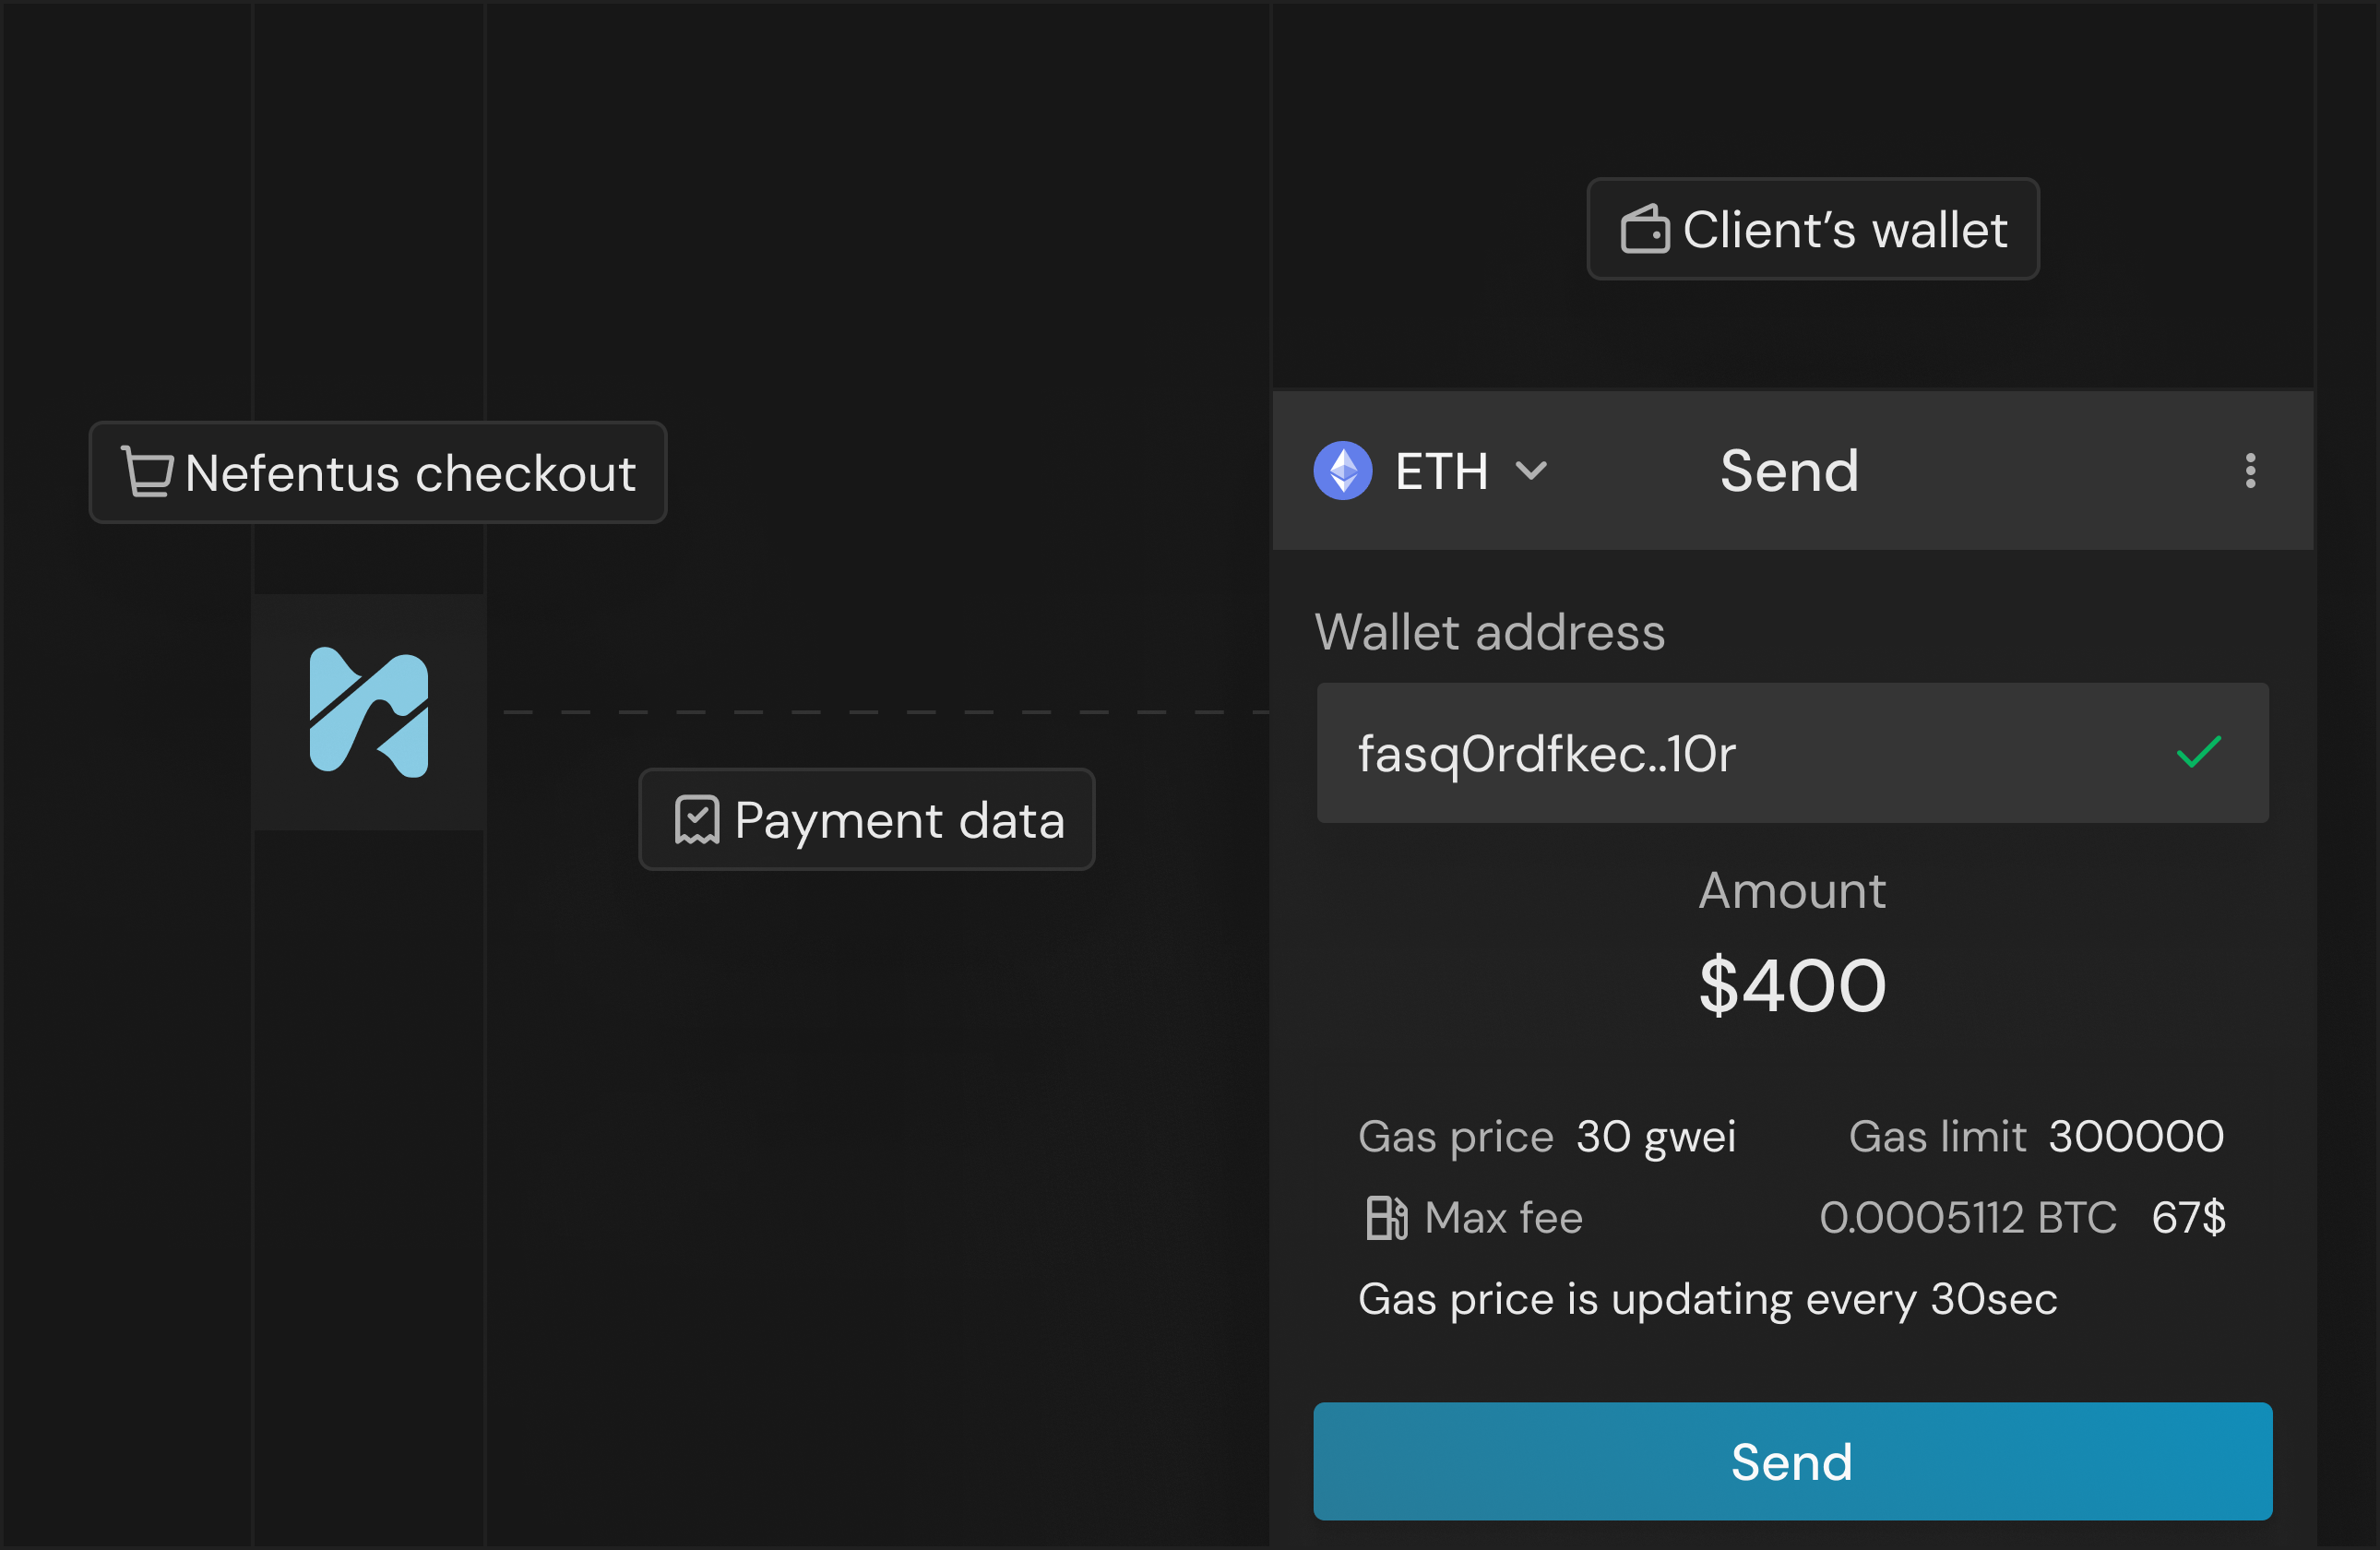 Client’s wallet
Nefentus checkout
ETH Send
Wallet address
fasq0rdfkec..10r
Payment data
Amount
$400
Gas price 30 gwei Gas limit 300000
Max fee 0.0005112 BTC 67$
Gas price is updating every 30sec
Send